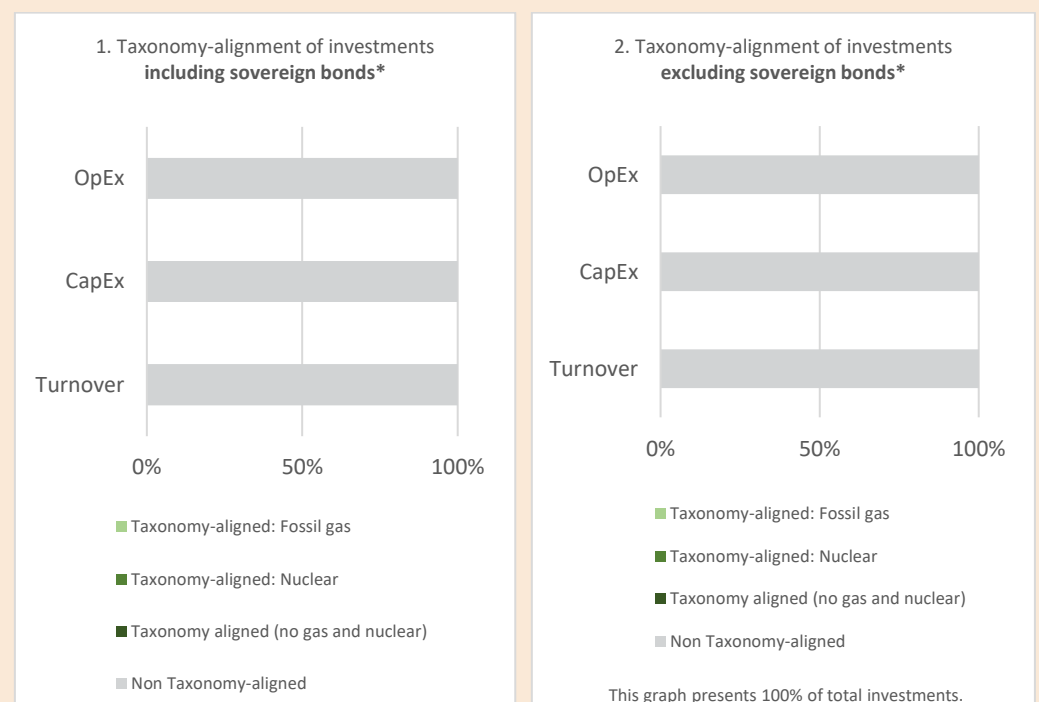 1. Taxonomy-alignment of investments
including sovereign bonds*
OpEx
CapEx
Turnover
0% 50% 100%
Taxonomy-aligned: Fossil gas
Taxonomy-aligned: Nuclear
Taxonomy aligned (no gas and nuclear)
Non Taxonomy-aligned
2. Taxonomy-alignment of investments
excluding sovereign bonds*
OpEx
CapEx
Turnover
0% 50% 100%
Taxonomy-aligned: Fossil gas
Taxonomy-aligned: Nuclear
Taxonomy aligned (no gas and nuclear)
Non Taxonomy-aligned
This graph presents 100% of total investments.